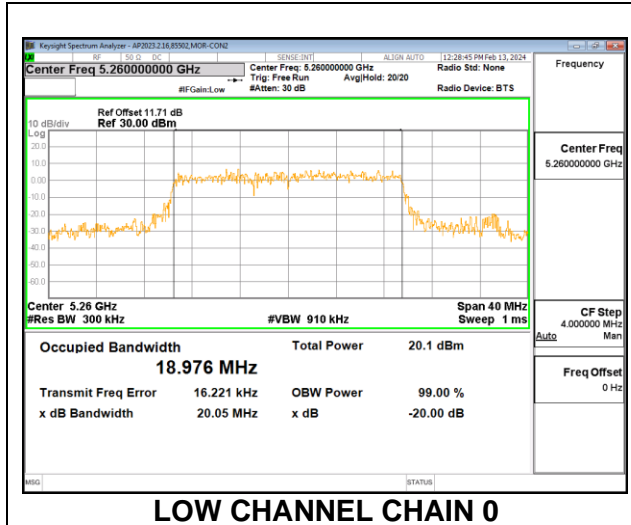 Keysight Spectrum Analyzer - AP2023.2.16,85502,MOR-CON2
RF 50 Ω DC SENSE:INT ALIGN AUTO 12:28:45 PM Feb 13, 2024
Center Freq 5.260000000 GHz Center Freq: 5.260000000 GHz Radio Std: None Frequency
Trig: Free Run Avg|Hold: 20/20
#IFGain:Low #Atten: 30 dB Radio Device: BTS
Ref Offset 11.71 dB
10 dB/div Ref 30.00 dBm
Log
20.0
10.0
0.00
-10.0
-20.0
-30.0
-40.0
-50.0
-60.0
Center Freq
5.260000000 GHz
Center 5.26 GHz Span 40 MHz
#Res BW 300 kHz #VBW 910 kHz Sweep 1 ms
CF Step
4.000000 MHz
Auto Man
Occupied Bandwidth Total Power 20.1 dBm
18.976 MHz
Freq Offset
0 Hz
Transmit Freq Error 16.221 kHz OBW Power 99.00 %
x dB Bandwidth 20.05 MHz x dB -20.00 dB
MSG STATUS
LOW CHANNEL CHAIN 0